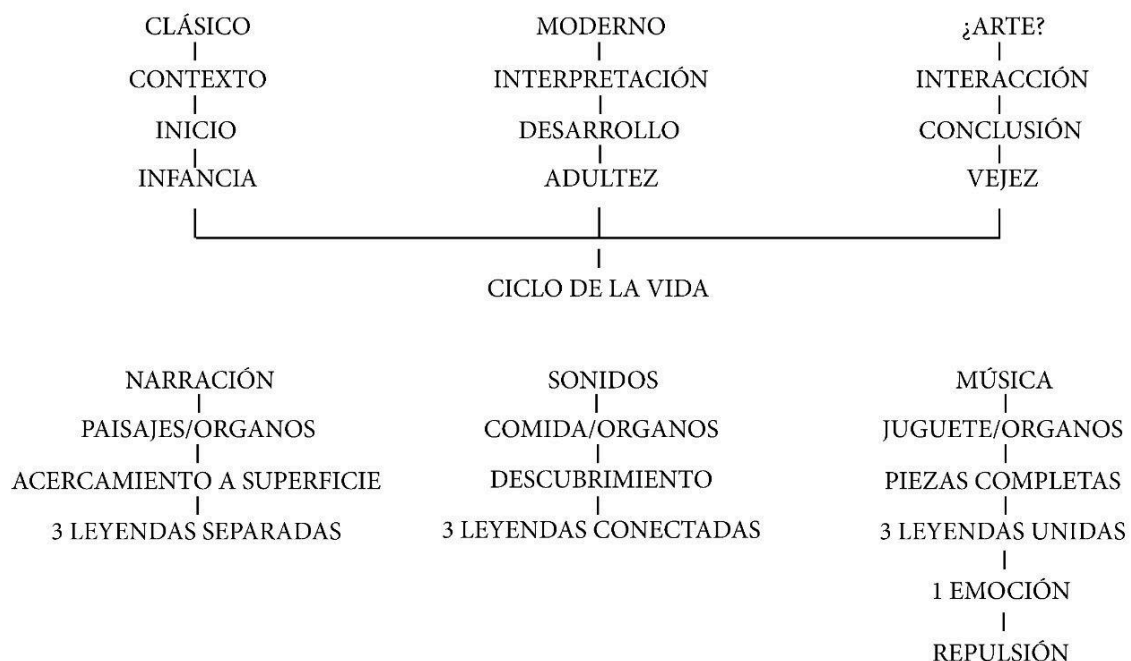 CLÁSICO MODERNO ¿ARTE?
CONTEXTO INTERPRETACIÓN INTERACCIÓN
INICIO DESARROLLO CONCLUSIÓN
INFANCIA ADULTEZ VEJEZ
CICLO DE LA VIDA
NARRACIÓN SONIDOS MÚSICA
PAISAJES/ORGANOS COMIDA/ORGANOS JUGUETE/ORGANOS
ACERCAMIENTO A SUPERFICIE DESCUBRIMIENTO PIEZAS COMPLETAS
3 LEYENDAS SEPARADAS 3 LEYENDAS CONECTADAS 3 LEYENDAS UNIDAS
1 EMOCIÓN
REPULSIÓN